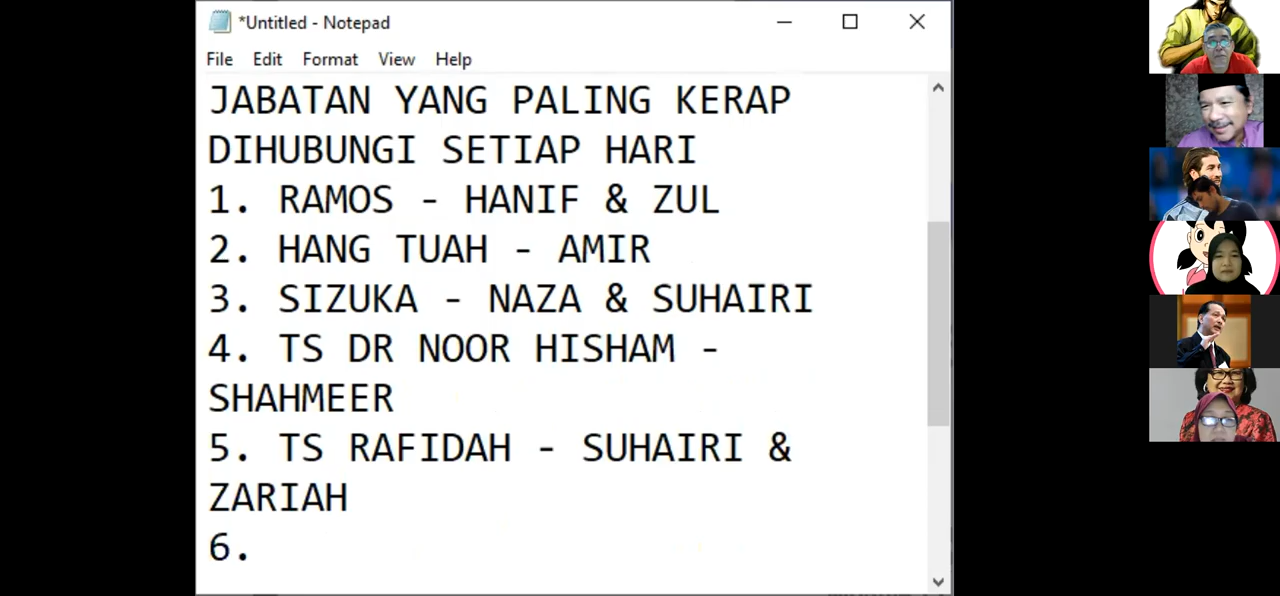 *Untitled - Notepad
File Edit Format View Help
JABATAN YANG PALING KERAP
DIHUBUNGI SETIAP HARI
1. RAMOS - HANIF & ZUL
2. HANG TUAH - AMIR
3. SIZUKA - NAZA & SUHAIRI
4. TS DR NOOR HISHAM -
SHAHMEER
5. TS RAFIDAH - SUHAIRI &
ZARIAH
6.